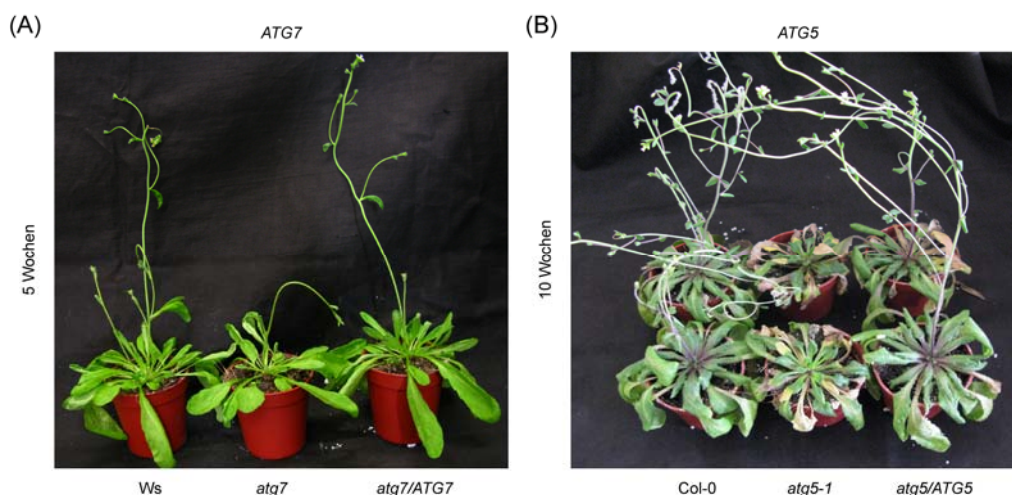 (A)
ATG7
(B)
ATG5
5 Wochen
10 Wochen
Ws
atg7
atg7/ATG7
Col-0
atg5-1
atg5/ATG5